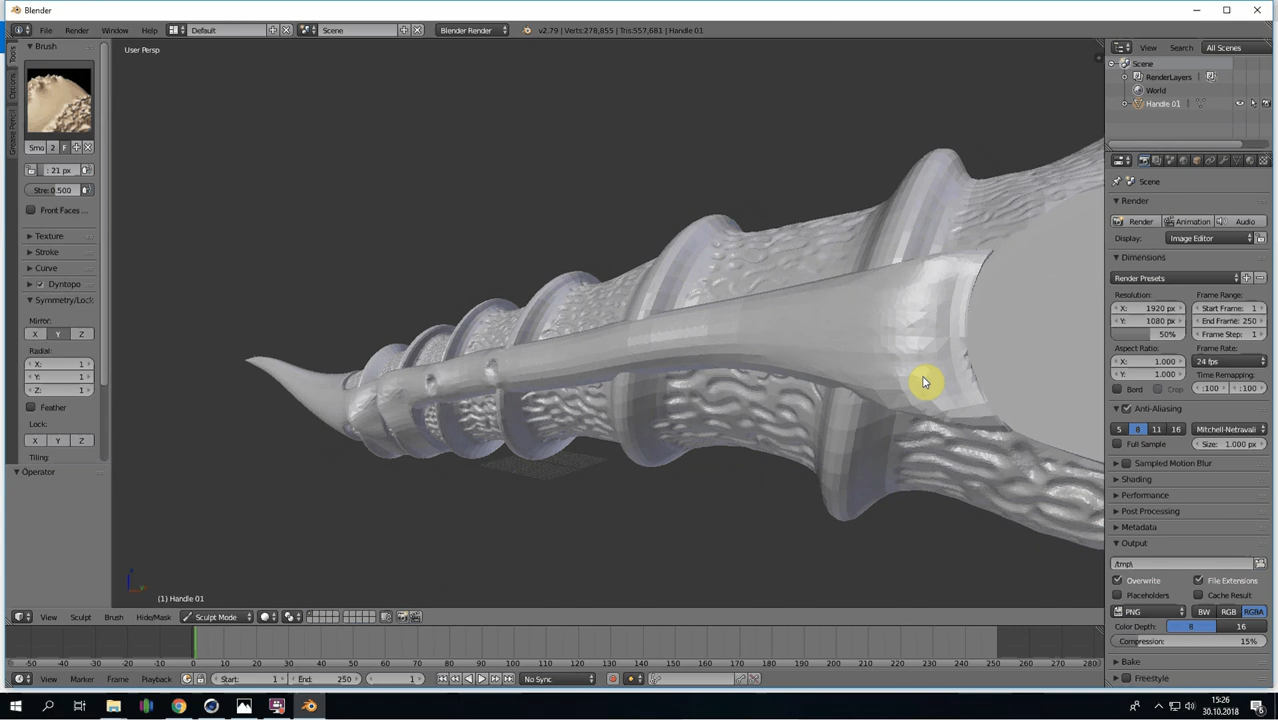 Blender
File Render Window Help Default Scene Blender Render v2.79 | Verts:278,855 | Tris:557,681 | Handle 01
Tools
Options
Grease Pencil
Brush
Smo 2 F
: 21 px
Stre: 0.500
Front Faces ...
Texture
Stroke
Curve
Dyntopo
Symmetry/Lock
Mirror:
X Y Z
Radial:
X: 1
Y: 1
Z: 1
Feather
Lock:
X Y Z
Tiling:
Operator
User Persp
(1) Handle 01
View Search All Scenes
Scene
RenderLayers
World
Handle 01
Scene
Render
Render Animation Audio
Display: Image Editor
Dimensions
Render Presets
Resolution: Frame Range:
X: 1920 px Start Frame: 1
Y: 1080 px End Frame: 250
50% Frame Step: 1
Aspect Ratio: Frame Rate:
X: 1.000 24 fps
Y: 1.000 Time Remapping:
Bord Crop :100 :100
Anti-Aliasing
5 8 11 16 Mitchell-Netravali
Full Sample Size: 1.000 px
Sampled Motion Blur
Shading
Performance
Post Processing
Metadata
Output
/tmp\
Overwrite File Extensions
Placeholders Cache Result
PNG BW RGB RGBA
Color Depth: 8 16
Compression: 15%
Bake
Freestyle
View Sculpt Brush Hide/Mask Sculpt Mode
-50 -40 -30 -20 -10 0 10 20 30 40 50 60 70 80 90 100 110 120 130 140 150 160 170 180 190 200 210 220 230 240 250 260 270 280
View Marker Frame Playback Start: 1 End: 250 1 No Sync
15:26
30.10.2018
5